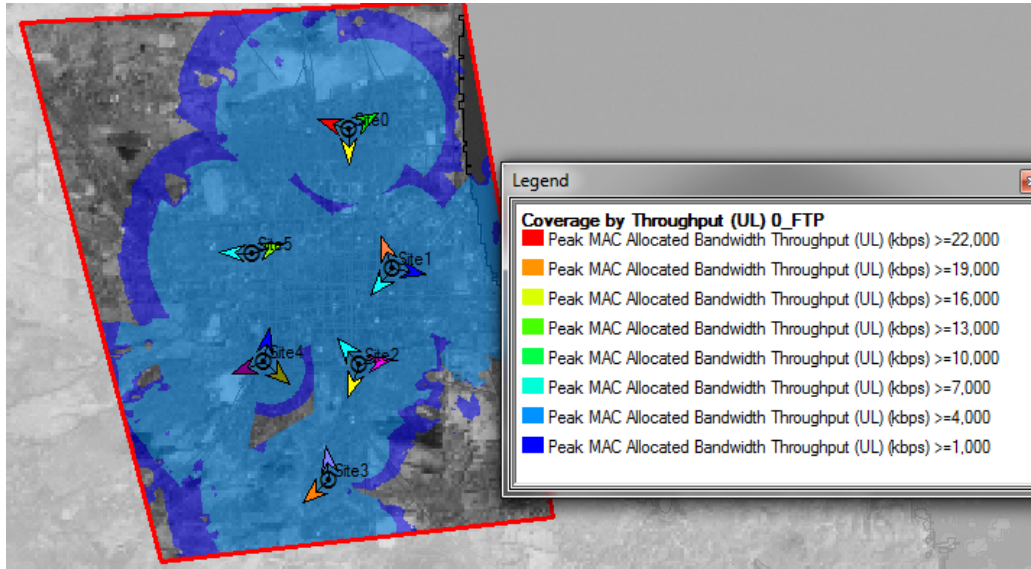 Site0
Site5
Site1
Site4
Site2
Site3
Legend
Coverage by Throughput (UL) 0_FTP
Peak MAC Allocated Bandwidth Throughput (UL) (kbps) >=22,000
Peak MAC Allocated Bandwidth Throughput (UL) (kbps) >=19,000
Peak MAC Allocated Bandwidth Throughput (UL) (kbps) >=16,000
Peak MAC Allocated Bandwidth Throughput (UL) (kbps) >=13,000
Peak MAC Allocated Bandwidth Throughput (UL) (kbps) >=10,000
Peak MAC Allocated Bandwidth Throughput (UL) (kbps) >=7,000
Peak MAC Allocated Bandwidth Throughput (UL) (kbps) >=4,000
Peak MAC Allocated Bandwidth Throughput (UL) (kbps) >=1,000